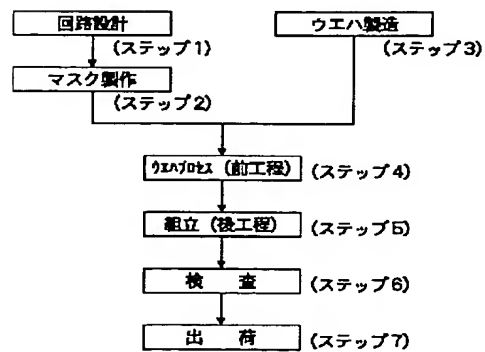 回路設計
(ステップ1)
ウエハ製造
(ステップ3)
マスク製作
(ステップ2)
ウエハプロセス (前工程)
(ステップ4)
組立 (後工程)
(ステップ5)
検 査
(ステップ6)
出 荷
(ステップ7)